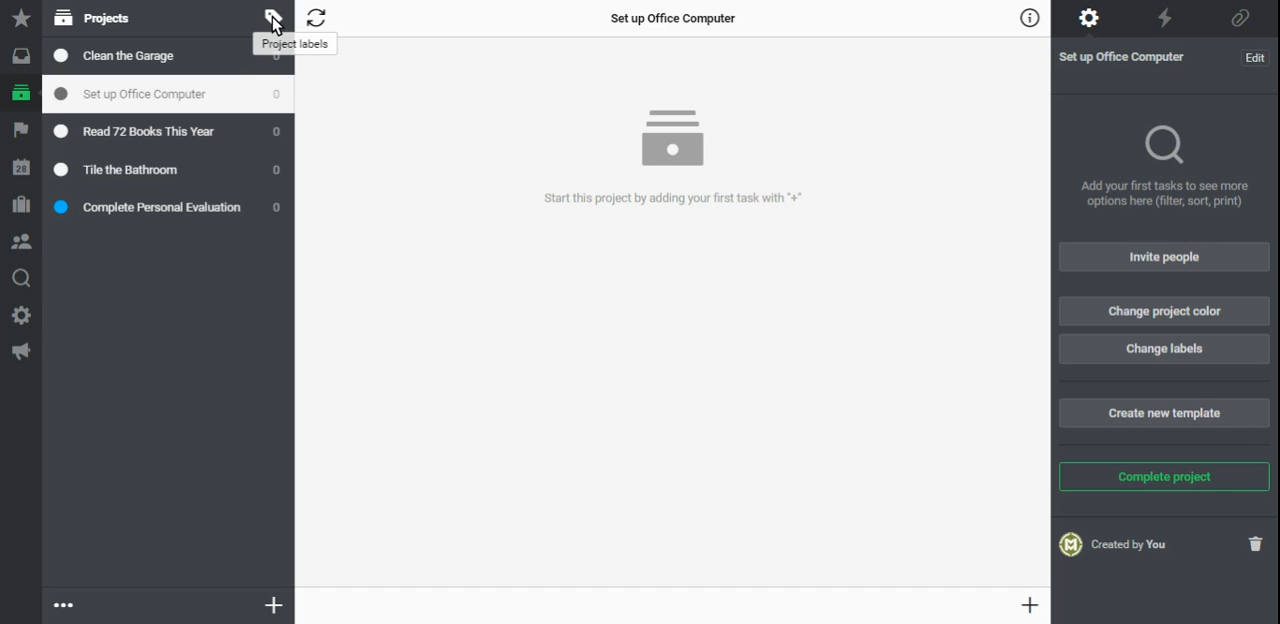 Projects
Project labels
Clean the Garage
Set up Office Computer 0
Read 72 Books This Year 0
Tile the Bathroom 0
Complete Personal Evaluation 0
28
Set up Office Computer
Start this project by adding your first task with "+"
Set up Office Computer Edit
Add your first tasks to see more
options here (filter, sort, print)
Invite people
Change project color
Change labels
Create new template
Complete project
M Created by You